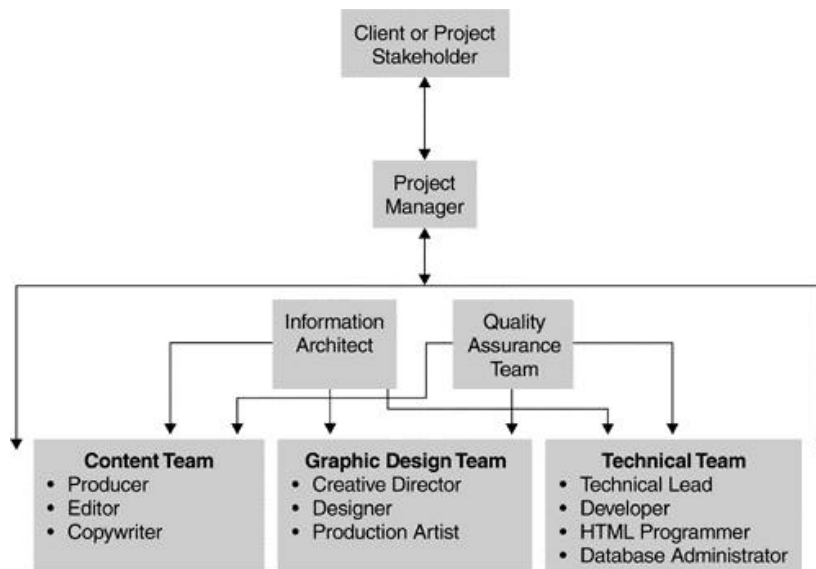 Client or Project
Stakeholder
Project
Manager
Information
Architect
Quality
Assurance
Team
Content Team
• Producer
• Editor
• Copywriter
Graphic Design Team
• Creative Director
• Designer
• Production Artist
Technical Team
• Technical Lead
• Developer
• HTML Programmer
• Database Administrator